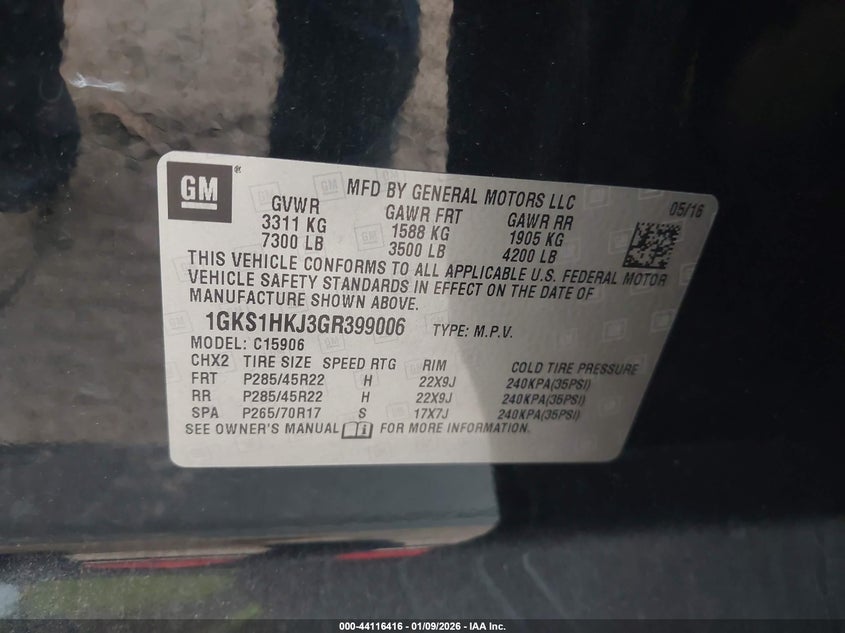 GM®
MFD BY GENERAL MOTORS LLC
05/16
GVWR GAWR FRT GAWR RR
3311 KG 1588 KG 1905 KG
7300 LB 3500 LB 4200 LB
THIS VEHICLE CONFORMS TO ALL APPLICABLE U.S. FEDERAL MOTOR
VEHICLE SAFETY STANDARDS IN EFFECT ON THE DATE OF
MANUFACTURE SHOWN ABOVE.
1GKS1HKJ3GR399006 TYPE: M.P.V.
MODEL: C15906
CHX2 TIRE SIZE SPEED RTG RIM COLD TIRE PRESSURE
FRT P285/45R22 H 22X9J 240KPA(35PSI)
RR P285/45R22 H 22X9J 240KPA(35PSI)
SPA P265/70R17 S 17X7J 240KPA(35PSI)
SEE OWNER'S MANUAL FOR MORE INFORMATION.
000-44116416 - 01/09/2026 - IAA Inc.